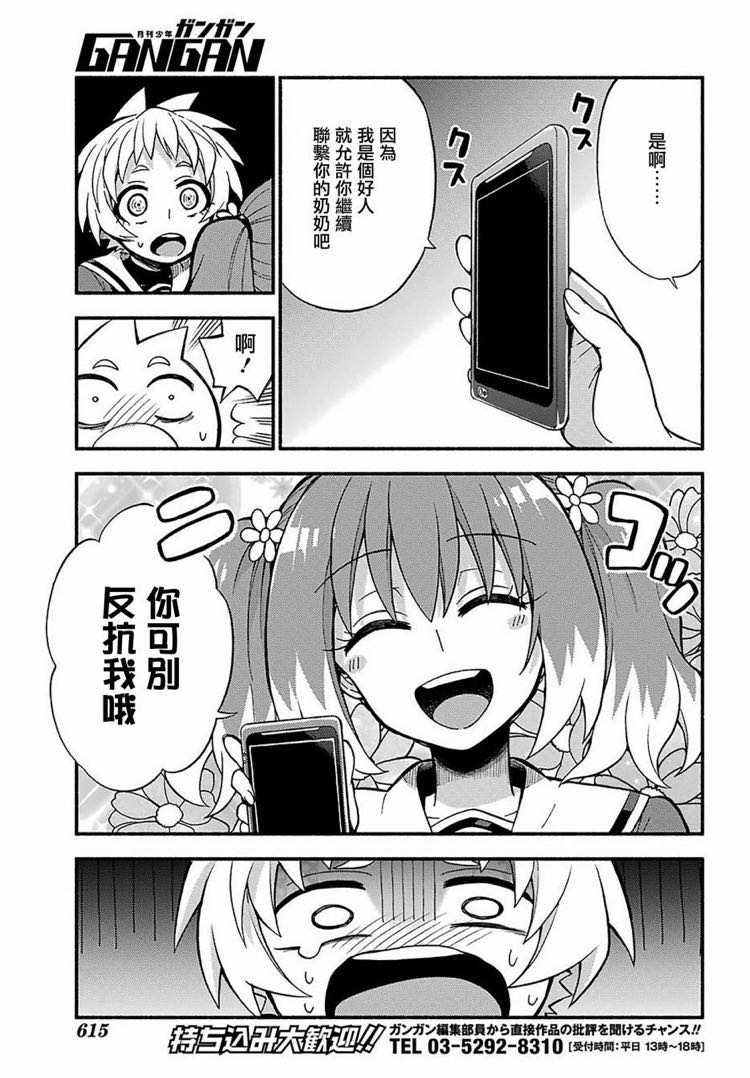 月刊少年 ガンガン
GANGAN
是啊……
クス
クス
因為
我是個好人
就允許你繼續
聯繫你的奶奶吧
啊！
コツッ
ニ
你可別
反抗我哦
615
持ち込み大歓迎!!
ガンガン編集部員から直接作品の批評を聞けるチャンス!!
TEL 03-5292-8310 [受付時間：平日 13時〜18時]